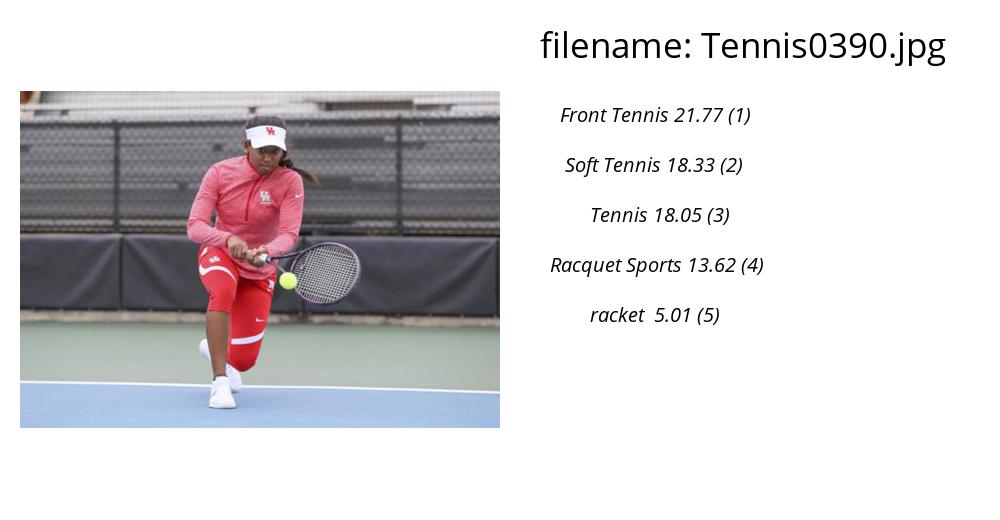 filename: Tennis0390.jpg
Front Tennis 21.77 (1)
Soft Tennis 18.33 (2)
Tennis 18.05 (3)
Racquet Sports 13.62 (4)
racket  5.01 (5)